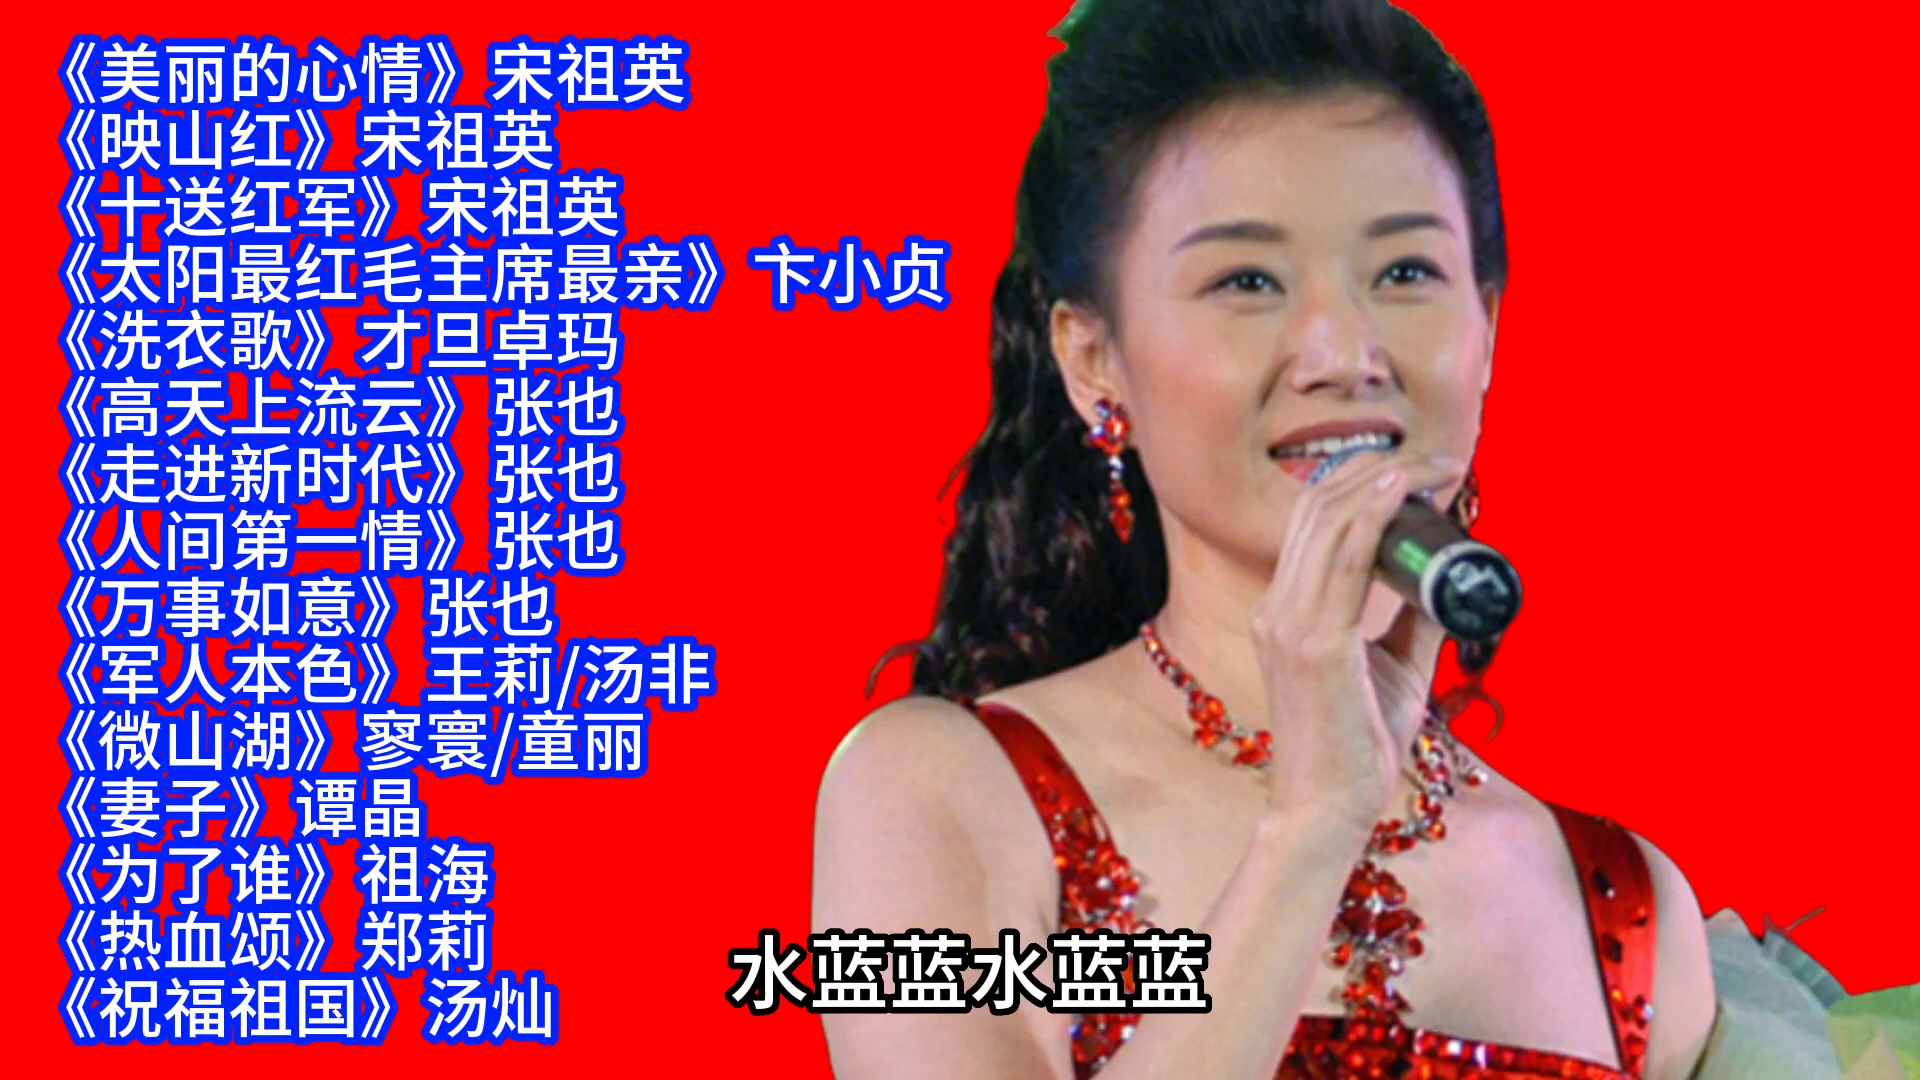 《美丽的心情》宋祖英
《映山红》宋祖英
《十送红军》宋祖英
《太阳最红毛主席最亲》卞小贞
《洗衣歌》才旦卓玛
《高天上流云》张也
《走进新时代》张也
《人间第一情》张也
《万事如意》张也
《军人本色》王莉/汤非
《微山湖》寥寰/童丽
《妻子》谭晶
《为了谁》祖海
《热血颂》郑莉
《祝福祖国》汤灿
水蓝蓝水蓝蓝